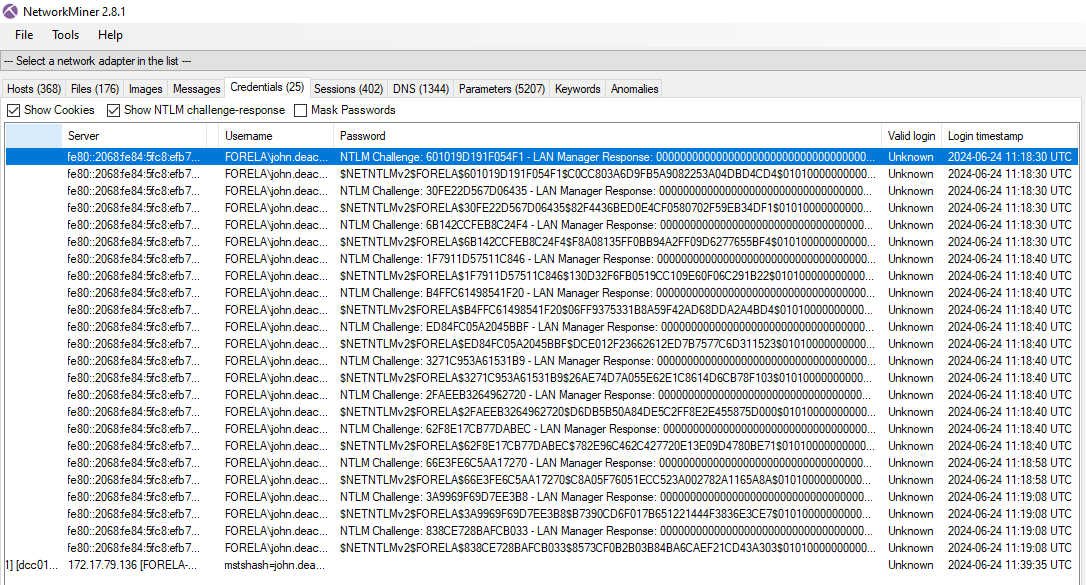 NetworkMiner 2.8.1
File Tools Help
--- Select a network adapter in the list ---
Hosts (368) Files (176) Images Messages Credentials (25) Sessions (402) DNS (1344) Parameters (5207) Keywords Anomalies
Show Cookies Show NTLM challenge-response Mask Passwords
Server Username Password Valid login Login timestamp
fe80::2068:fe84:5fc8:efb7... FORELA\john.deac... NTLM Challenge: 601019D191F054F1 - LAN Manager Response: 000000000000000000000000000000000... Unknown 2024-06-24 11:18:30 UTC
fe80::2068:fe84:5fc8:efb7... FORELA\john.deac... $NETNTLMv2$FORELA$601019D191F054F1$C0CC803A6D9FB5A9082253A04DBD4CD4$01010000000000... Unknown 2024-06-24 11:18:30 UTC
fe80::2068:fe84:5fc8:efb7... FORELA\john.deac... NTLM Challenge: 30FE22D567D06435 - LAN Manager Response: 000000000000000000000000000000000... Unknown 2024-06-24 11:18:30 UTC
fe80::2068:fe84:5fc8:efb7... FORELA\john.deac... $NETNTLMv2$FORELA$30FE22D567D06435$82F4436BED0E4CF0580702F59EB34DF1$01010000000000... Unknown 2024-06-24 11:18:30 UTC
fe80::2068:fe84:5fc8:efb7... FORELA\john.deac... NTLM Challenge: 6B142CCFEB8C24F4 - LAN Manager Response: 00000000000000000000000000000000... Unknown 2024-06-24 11:18:30 UTC
fe80::2068:fe84:5fc8:efb7... FORELA\john.deac... $NETNTLMv2$FORELA$6B142CCFEB8C24F4$F8A08135FF0BB94A2FF09D6277655BF4$010100000000000... Unknown 2024-06-24 11:18:30 UTC
fe80::2068:fe84:5fc8:efb7... FORELA\john.deac... NTLM Challenge: 1F7911D57511C846 - LAN Manager Response: 000000000000000000000000000000000... Unknown 2024-06-24 11:18:40 UTC
fe80::2068:fe84:5fc8:efb7... FORELA\john.deac... $NETNTLMv2$FORELA$1F7911D57511C846$130D32F6FB0519CC109E60F06C291B22$010100000000000... Unknown 2024-06-24 11:18:40 UTC
fe80::2068:fe84:5fc8:efb7... FORELA\john.deac... NTLM Challenge: B4FFC61498541F20 - LAN Manager Response: 000000000000000000000000000000000... Unknown 2024-06-24 11:18:40 UTC
fe80::2068:fe84:5fc8:efb7... FORELA\john.deac... $NETNTLMv2$FORELA$B4FFC61498541F20$06FF9375331B8A59F42AD68DDA2A4BD4$01010000000000... Unknown 2024-06-24 11:18:40 UTC
fe80::2068:fe84:5fc8:efb7... FORELA\john.deac... NTLM Challenge: ED84FC05A2045BBF - LAN Manager Response: 00000000000000000000000000000000... Unknown 2024-06-24 11:18:40 UTC
fe80::2068:fe84:5fc8:efb7... FORELA\john.deac... $NETNTLMv2$FORELA$ED84FC05A2045BBF$DCE012F23662612ED7B7577C6D311523$01010000000000... Unknown 2024-06-24 11:18:40 UTC
fe80::2068:fe84:5fc8:efb7... FORELA\john.deac... NTLM Challenge: 3271C953A61531B9 - LAN Manager Response: 000000000000000000000000000000000... Unknown 2024-06-24 11:18:40 UTC
fe80::2068:fe84:5fc8:efb7... FORELA\john.deac... $NETNTLMv2$FORELA$3271C953A61531B9$26AE74D7A055E62E1C8614D6CB78F103$01010000000000... Unknown 2024-06-24 11:18:40 UTC
fe80::2068:fe84:5fc8:efb7... FORELA\john.deac... NTLM Challenge: 2FAEEB3264962720 - LAN Manager Response: 000000000000000000000000000000000... Unknown 2024-06-24 11:18:40 UTC
fe80::2068:fe84:5fc8:efb7... FORELA\john.deac... $NETNTLMv2$FORELA$2FAEEB3264962720$D6DB5B50A84DE5C2FF8E2E455875D000$01010000000000... Unknown 2024-06-24 11:18:40 UTC
fe80::2068:fe84:5fc8:efb7... FORELA\john.deac... NTLM Challenge: 62F8E17CB77DABEC - LAN Manager Response: 00000000000000000000000000000000... Unknown 2024-06-24 11:18:40 UTC
fe80::2068:fe84:5fc8:efb7... FORELA\john.deac... $NETNTLMv2$FORELA$62F8E17CB77DABEC$782E96C462C427720E13E09D4780BE71$01010000000000... Unknown 2024-06-24 11:18:40 UTC
fe80::2068:fe84:5fc8:efb7... FORELA\john.deac... NTLM Challenge: 66E3FE6C5AA17270 - LAN Manager Response: 00000000000000000000000000000000... Unknown 2024-06-24 11:18:58 UTC
fe80::2068:fe84:5fc8:efb7... FORELA\john.deac... $NETNTLMv2$FORELA$66E3FE6C5AA17270$C8A05F76051ECC523A002782A1165A8A$01010000000000... Unknown 2024-06-24 11:18:58 UTC
fe80::2068:fe84:5fc8:efb7... FORELA\john.deac... NTLM Challenge: 3A9969F69D7EE3B8 - LAN Manager Response: 00000000000000000000000000000000... Unknown 2024-06-24 11:19:08 UTC
fe80::2068:fe84:5fc8:efb7... FORELA\john.deac... $NETNTLMv2$FORELA$3A9969F69D7EE3B8$B7390CD6F017B651221444F3836E3CE7$01010000000000... Unknown 2024-06-24 11:19:08 UTC
fe80::2068:fe84:5fc8:efb7... FORELA\john.deac... NTLM Challenge: 838CE728BAFCB033 - LAN Manager Response: 00000000000000000000000000000000... Unknown 2024-06-24 11:19:08 UTC
fe80::2068:fe84:5fc8:efb7... FORELA\john.deac... $NETNTLMv2$FORELA$838CE728BAFCB033$8573CF0B2B03B84BA6CAEF21CD43A303$01010000000000... Unknown 2024-06-24 11:19:08 UTC
1] [dcc01... 172.17.79.136 [FORELA-... mstshash=john.dea... Unknown 2024-06-24 11:39:35 UTC